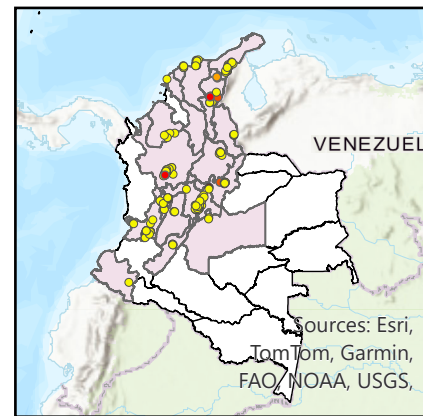 VENEZUEL
Sources: Esri,
TomTom, Garmin,
FAO, NOAA, USGS,